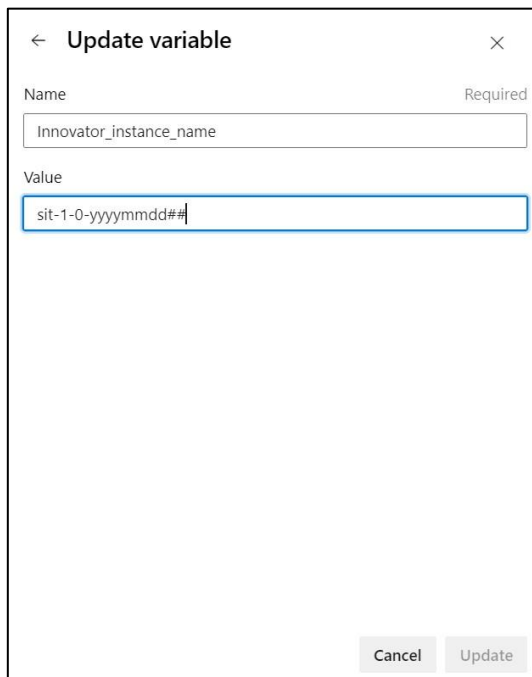 Update variable
Name Required
Innovator_instance_name
Value
sit-1-0-yyyymmdd##
Cancel Update